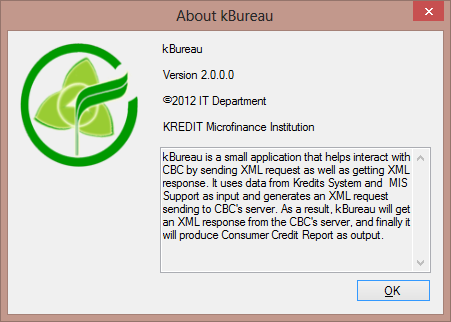 About kBureau
kBureau
Version 2.0.0.0
©2012 IT Department
KREDIT Microfinance Institution
kBureau is a small application that helps interact with
CBC by sending XML request as well as getting XML
response. It uses data from Kredits System and  MIS
Support as input and generates an XML request
sending to CBC's server. As a result, kBureau will get
an XML response from the CBC's server, and finally it
will produce Consumer Credit Report as output.
OK